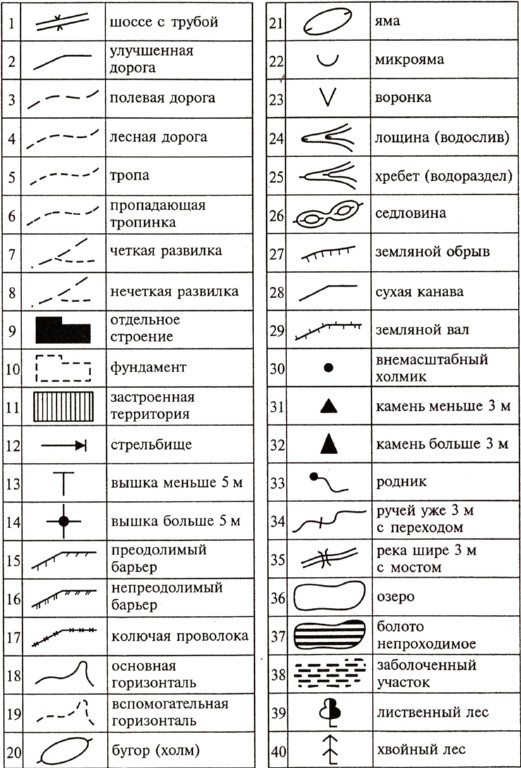 1 шоссе с трубой
2 улучшенная
дорога
3 полевая дорога
4 лесная дорога
5 тропа
6 пропадающая
тропинка
7 четкая развилка
8 нечеткая развилка
9 отдельное
строение
10 фундамент
11 застроенная
территория
12 стрельбище
13 вышка меньше 5 м
14 вышка больше 5 м
15 преодолимый
барьер
16 непреодолимый
барьер
17 колючая проволока
18 основная
горизонталь
19 вспомогательная
горизонталь
20 бугор (холм)
21 яма
22 микрояма
23 воронка
24 лощина (водослив)
25 хребет (водораздел)
26 седловина
27 земляной обрыв
28 сухая канава
29 земляной вал
30 внемасштабный
холмик
31 камень меньше 3 м
32 камень больше 3 м
33 родник
34 ручей уже 3 м
с переходом
35 река шире 3 м
с мостом
36 озеро
37 болото
непроходимое
38 заболоченный
участок
39 лиственный лес
40 хвойный лес